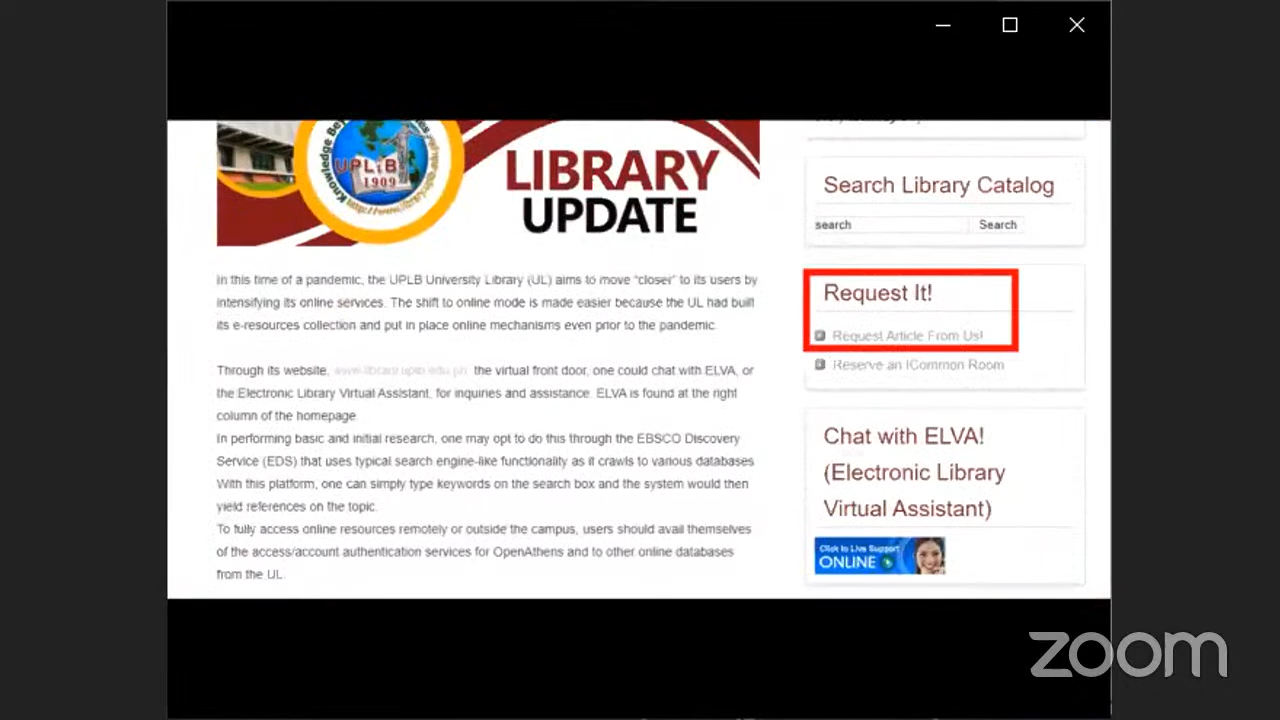 UPLB
1909
LIBRARY
UPDATE
In this time of a pandemic, the UPLB University Library (UL) aims to move “closer” to its users by
intensifying its online services. The shift to online mode is made easier because the UL had built
its e-resources collection and put in place online mechanisms even prior to the pandemic.
Through its website, www.library.uplb.edu.ph the virtual front door, one could chat with ELVA, or
the Electronic Library Virtual Assistant, for inquiries and assistance. ELVA is found at the right
column of the homepage.
In performing basic and initial research, one may opt to do this through the EBSCO Discovery
Service (EDS) that uses typical search engine-like functionality as it crawls to various databases
With this platform, one can simply type keywords on the search box and the system would then
yield references on the topic.
To fully access online resources remotely or outside the campus, users should avail themselves
of the access/account authentication services for OpenAthens and to other online databases
from the UL.
Search Library Catalog
search Search
Request It!
Request Article From Us!
Reserve an ICommon Room
Chat with ELVA!
(Electronic Library
Virtual Assistant)
Click to Live Support
ONLINE
zoom